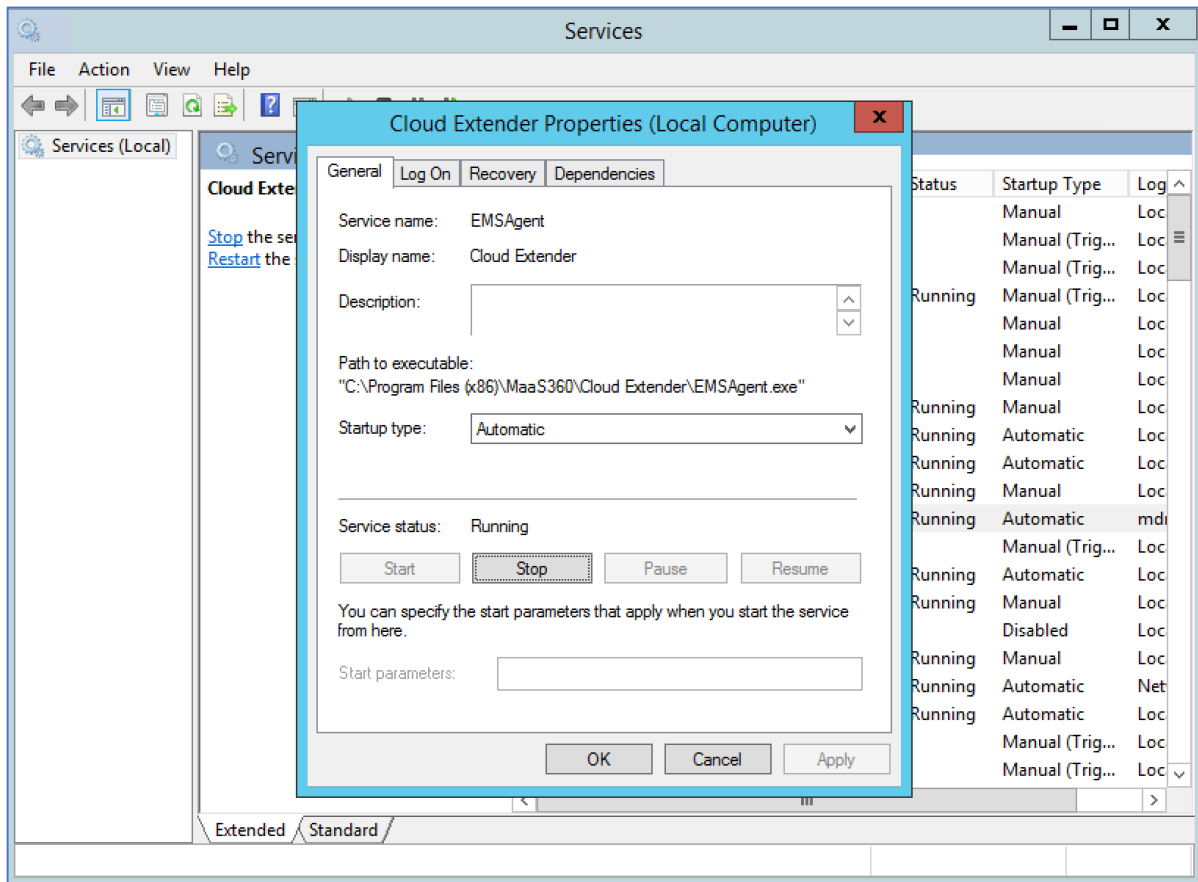 Services
File Action View Help
Services (Local)
Cloud Extender Properties (Local Computer)
General Log On Recovery Dependencies
Service name: EMSAgent
Display name: Cloud Extender
Description:
Path to executable:
"C:\Program Files (x86)\MaaS360\Cloud Extender\EMSAgent.exe"
Startup type: Automatic
Service status: Running
Start Stop Pause Resume
You can specify the start parameters that apply when you start the service
from here.
Start parameters:
OK Cancel Apply
Servi
Cloud Exte
Stop the ser
Restart the
Status Startup Type Log
Manual Loc
Manual (Trig... Loc
Manual (Trig... Loc
Running Manual (Trig... Loc
Manual Loc
Manual Loc
Manual Loc
Running Manual Loc
Running Automatic Loc
Running Automatic Loc
Running Manual Loc
Running Automatic mdr
Manual (Trig... Loc
Running Automatic Loc
Running Manual Loc
Disabled Loc
Running Manual Loc
Running Automatic Net
Running Automatic Loc
Manual (Trig... Loc
Manual (Trig... Loc
Extended Standard